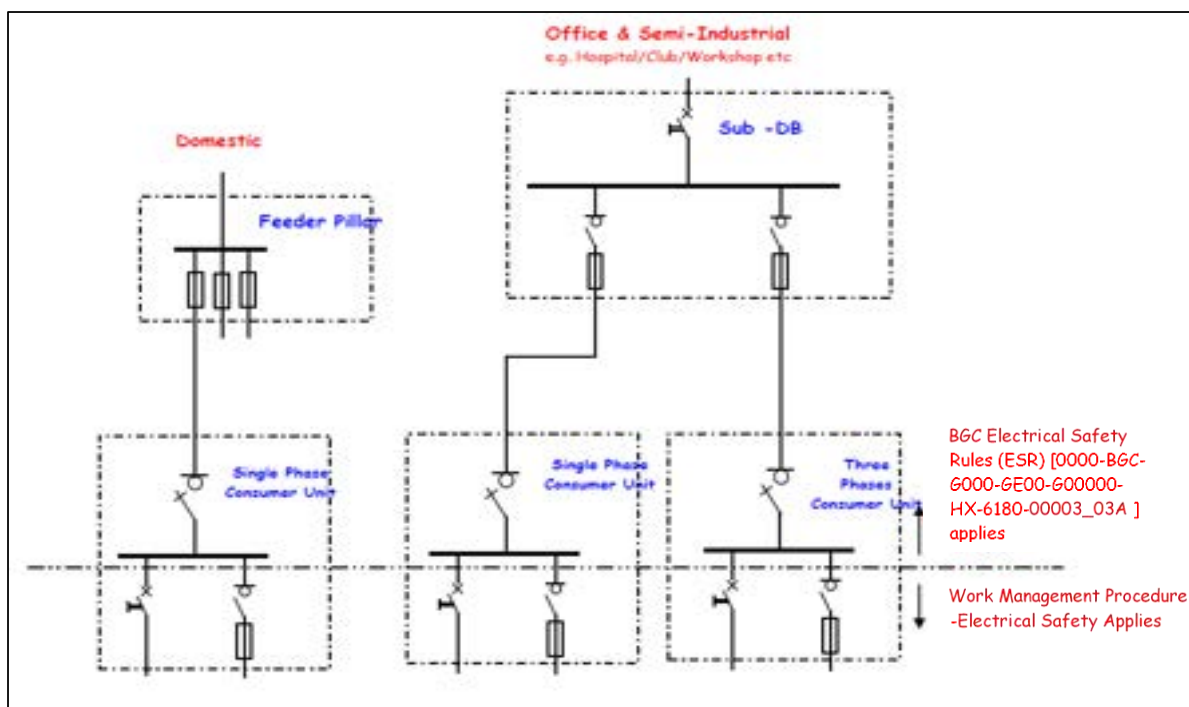 Office & Semi-Industrial
e.g. Hospital/Club/Workshop etc
Sub -DB
Domestic
Feeder Pillar
Single Phase
Consumer Unit
Single Phase
Consumer Unit
Three
Phases
Consumer Unit
BGC Electrical Safety
Rules (ESR) [0000-BGC-
G000-GE00-G00000-
HX-6180-00003_03A ]
applies
Work Management Procedure
-Electrical Safety Applies